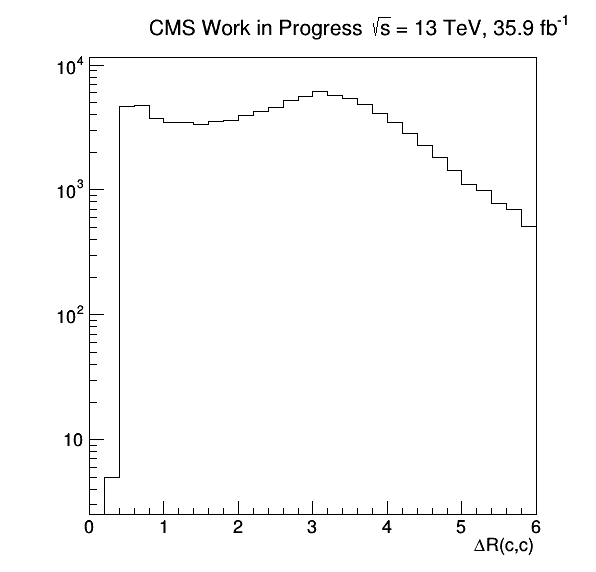 CMS Work in Progress √s = 13 TeV, 35.9 fb⁻¹
10⁴
10³
10²
10
0 1 2 3 4 5 6
ΔR(c,c)